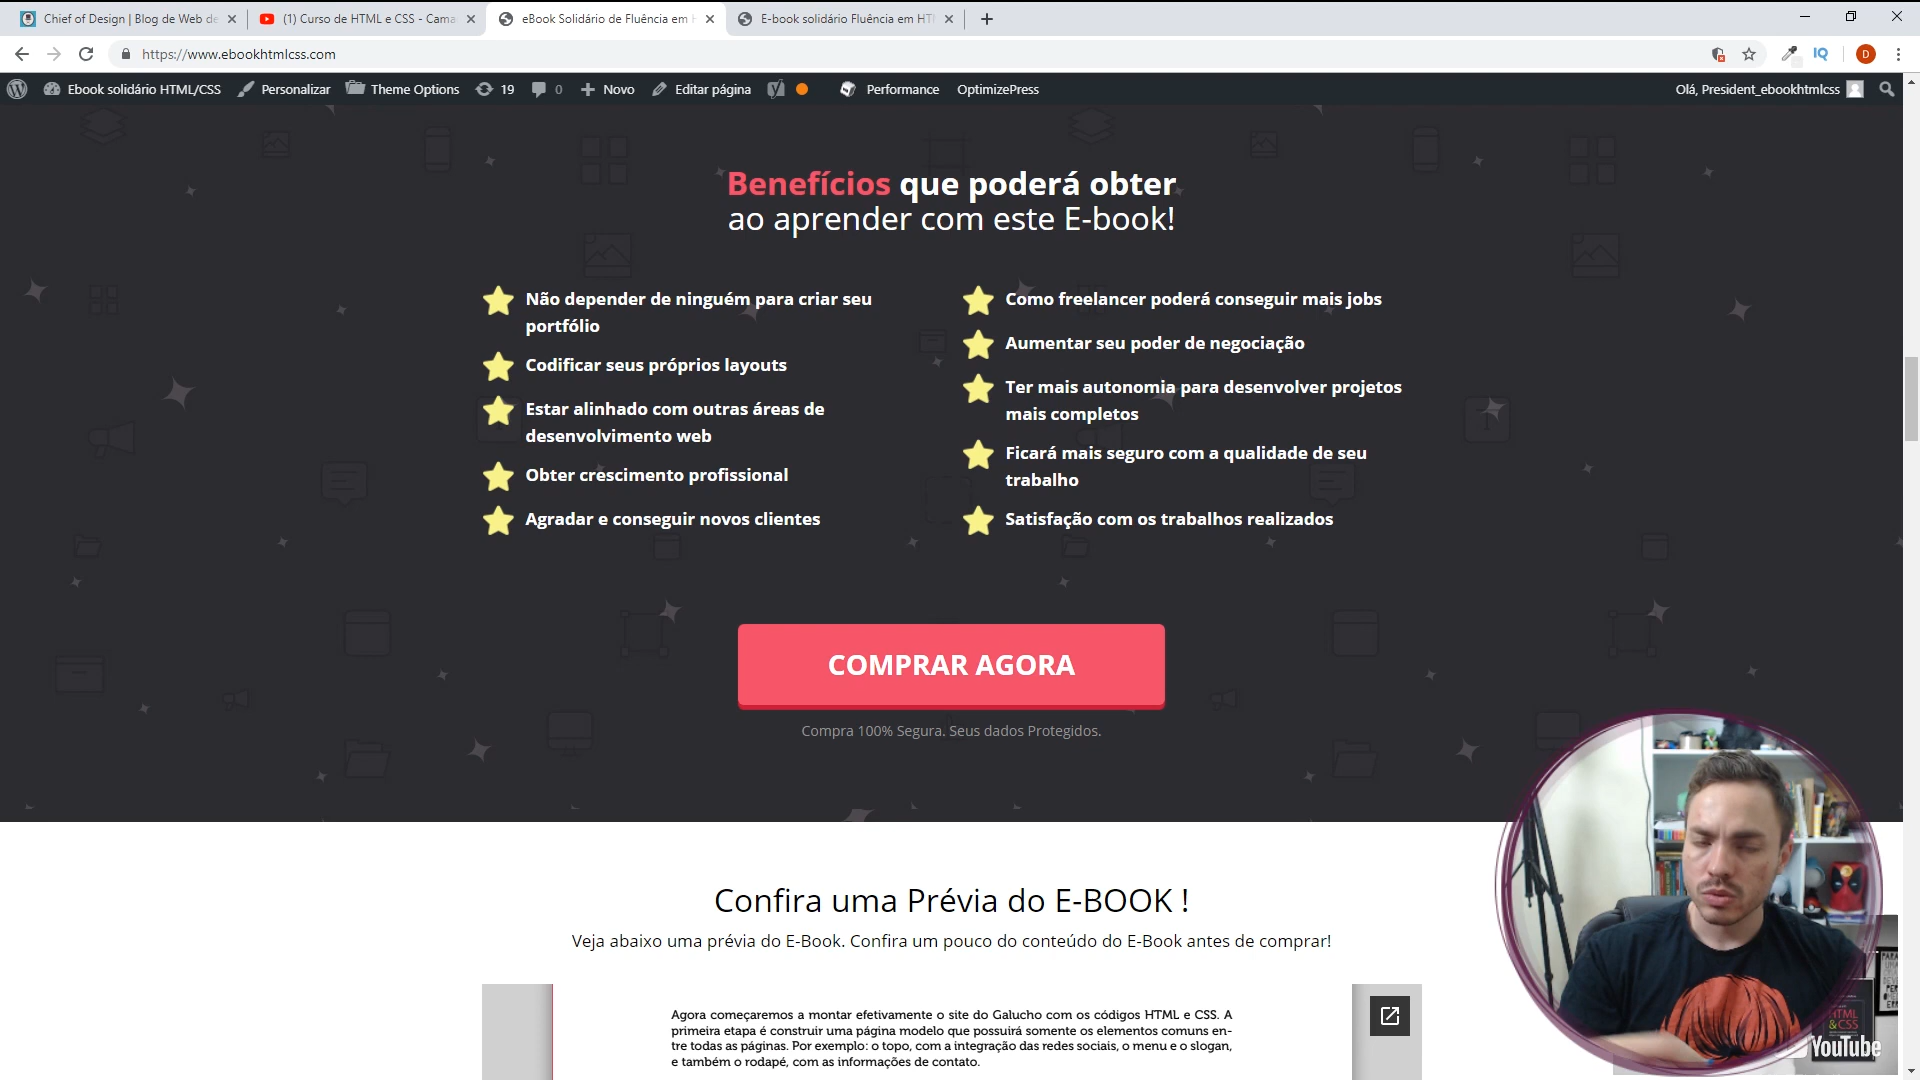 Chief of Design | Blog de Web de
(1) Curso de HTML e CSS - Cama
eBook Solidário de Fluência em H
E-book solidário Fluência em HTI
https://www.ebookhtmlcss.com
IQ
D
Ebook solidário HTML/CSS
Personalizar
Theme Options
19
0
Novo
Editar página
Performance
OptimizePress
Olá, President_ebookhtmlcss
Benefícios que poderá obter
ao aprender com este E-book!
Não depender de ninguém para criar seu
portfólio
Codificar seus próprios layouts
Estar alinhado com outras áreas de
desenvolvimento web
Obter crescimento profissional
Agradar e conseguir novos clientes
Como freelancer poderá conseguir mais jobs
Aumentar seu poder de negociação
Ter mais autonomia para desenvolver projetos
mais completos
Ficará mais seguro com a qualidade de seu
trabalho
Satisfação com os trabalhos realizados
COMPRAR AGORA
Compra 100% Segura. Seus dados Protegidos.
Confira uma Prévia do E-BOOK !
Veja abaixo uma prévia do E-Book. Confira um pouco do conteúdo do E-Book antes de comprar!
Agora começaremos a montar efetivamente o site do Galucho com os códigos HTML e CSS. A
primeira etapa é construir uma página modelo que possuirá somente os elementos comuns en-
tre todas as páginas. Por exemplo: o topo, com a integração das redes sociais, o menu e o slogan,
e também o rodapé, com as informações de contato.
HTML
&CSS
YouTube